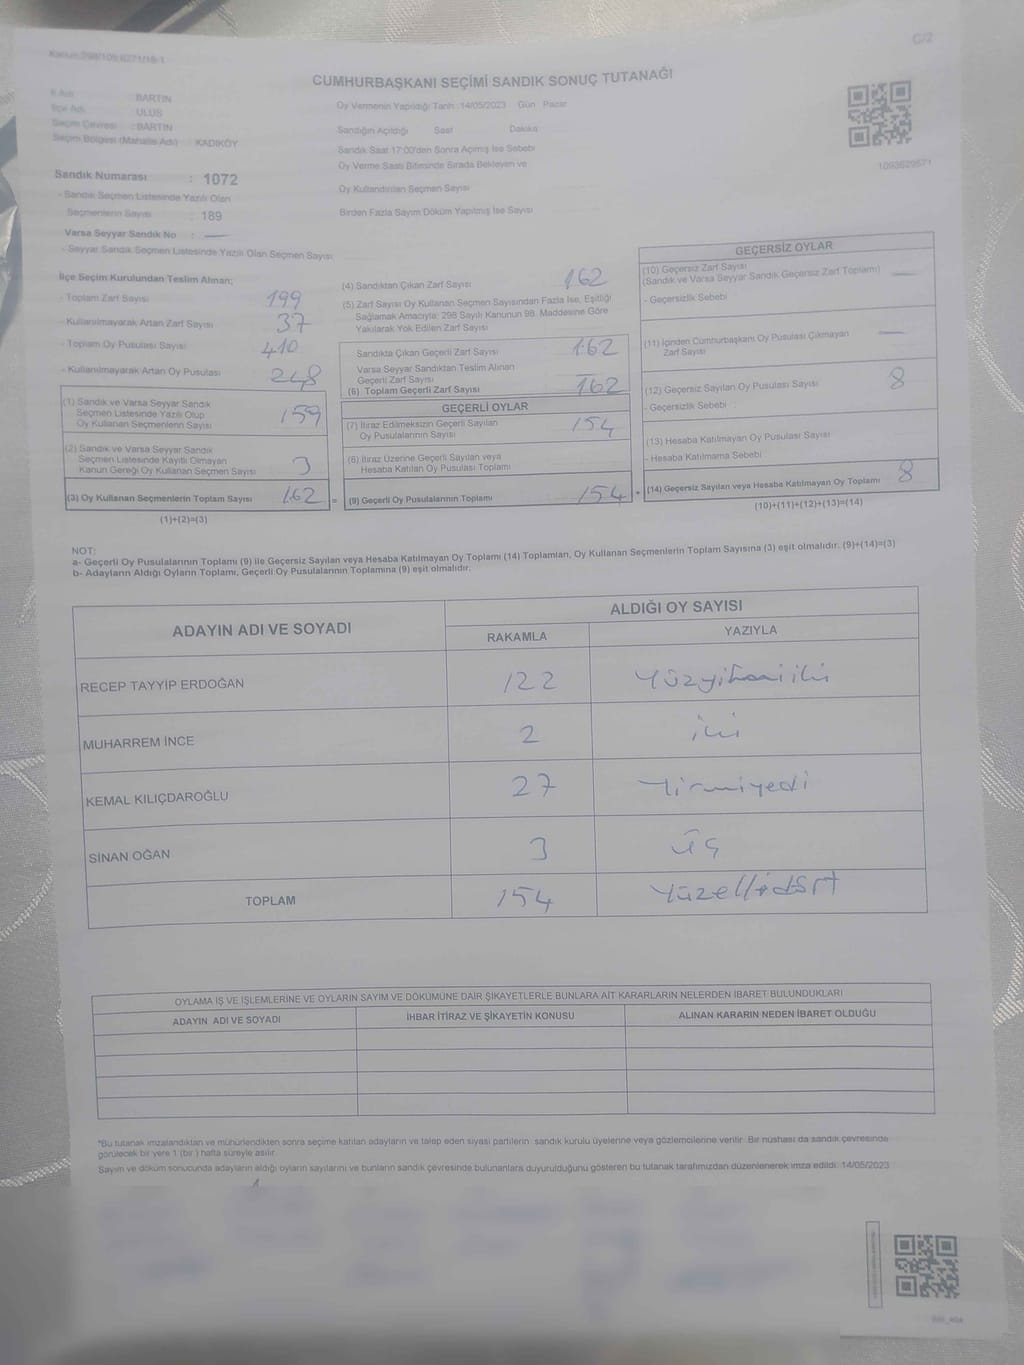 C/2
Kanun:298/105:6271/18-1
CUMHURBAŞKANI SEÇİMİ SANDIK SONUÇ TUTANAĞI
İl Adı : BARTIN
İlçe Adı : ULUS
Seçim Çevresi : BARTIN
Seçim Bölgesi (Mahalle Adı) : KADIKÖY
Sandık Numarası : 1072
- Sandık Seçmen Listesinde Yazılı Olan
Seçmenlerin Sayısı : 189
Varsa Seyyar Sandık No : —
- Seyyar Sandık Seçmen Listesinde Yazılı Olan Seçmen Sayısı:
Oy Vermenin Yapıldığı Tarih :14/05/2023 Gün : Pazar
Sandığın Açıldığı Saat Dakika
Sandık Saat 17:00'den Sonra Açımış İse Sebebi
Oy Verme Saati Bitiminde Sırada Bekleyen ve
Oy Kullandırılan Seçmen Sayısı
Birden Fazla Sayım Döküm Yapılmış İse Sayısı
1093629571
İlçe Seçim Kurulundan Teslim Alınan;
- Toplam Zarf Sayısı 199
- Kullanılmayarak Artan Zarf Sayısı 37
- Toplam Oy Pusulası Sayısı 410
- Kullanılmayarak Artan Oy Pusulası 248
(1) Sandık ve Varsa Seyyar Sandık
Seçmen Listesinde Yazılı Olup
Oy Kullanan Seçmenlerin Sayısı 159
(2) Sandık ve Varsa Seyyar Sandık
Seçmen Listesinde Kayıtlı Olmayan
Kanun Gereği Oy Kullanan Seçmen Sayısı 3
(3) Oy Kullanan Seçmenlerin Toplam Sayısı 162 =
(1)+(2)=(3)
(4) Sandıktan Çıkan Zarf Sayısı 162
(5) Zarf Sayısı Oy Kullanan Seçmen Sayısından Fazla İse, Eşitliği
Sağlamak Amacıyla; 298 Sayılı Kanunun 98. Maddesine Göre
Yakılarak Yok Edilen Zarf Sayısı
Sandıkta Çıkan Geçerli Zarf Sayısı 162
Varsa Seyyar Sandıktan Teslim Alınan
Geçerli Zarf Sayısı —
(6) Toplam Geçerli Zarf Sayısı 162
GEÇERLİ OYLAR
(7) İtiraz Edilmeksizin Geçerli Sayılan
Oy Pusulalarının Sayısı 154
(8) İtiraz Üzerine Geçerli Sayılan veya
Hesaba Katılan Oy Pusulası Toplamı
(9) Geçerli Oy Pusulalarının Toplamı 154 +
GEÇERSİZ OYLAR
(10) Geçersiz Zarf Sayısı
(Sandık ve Varsa Seyyar Sandık Geçersiz Zarf Toplamı) —
- Geçersizlik Sebebi :
(11) İçinden Cumhurbaşkanı Oy Pusulası Çıkmayan
Zarf Sayısı —
(12) Geçersiz Sayılan Oy Pusulası Sayısı 8
- Geçersizlik Sebebi :
(13) Hesaba Katılmayan Oy Pusulası Sayısı
- Hesaba Katılmama Sebebi
(14) Geçersiz Sayılan veya Hesaba Katılmayan Oy Toplamı 8
(10)+(11)+(12)+(13)=(14)
NOT:
a- Geçerli Oy Pusulalarının Toplamı (9) ile Geçersiz Sayılan veya Hesaba Katılmayan Oy Toplamı (14) Toplamları, Oy Kullanan Seçmenlerin Toplam Sayısına (3) eşit olmalıdır. (9)+(14)=(3)
b- Adayların Aldığı Oyların Toplamı, Geçerli Oy Pusulalarının Toplamına (9) eşit olmalıdır.
ADAYIN ADI VE SOYADI
ALDIĞI OY SAYISI
RAKAMLA YAZIYLA
RECEP TAYYİP ERDOĞAN 122 Yüzyirmiiki
MUHARREM İNCE 2 iki
KEMAL KILIÇDAROĞLU 27 Yirmiyedi
SİNAN OĞAN 3 üç
TOPLAM 154 Yüzellidört
OYLAMA İŞ VE İŞLEMLERİNE VE OYLARIN SAYIM VE DÖKÜMÜNE DAİR ŞİKAYETLERLE BUNLARA AİT KARARLARIN NELERDEN İBARET BULUNDUKLARI
ADAYIN ADI VE SOYADI İHBAR İTİRAZ VE ŞİKAYETİN KONUSU ALINAN KARARIN NEDEN İBARET OLDUĞU
*Bu tutanak imzalandıktan ve mühürlendikten sonra seçime katılan adayların ve talep eden siyasi partilerin sandık kurulu üyelerine veya gözlemcilerine verilir. Bir nüshası da sandık çevresinde
görülecek bir yere 1 (bir ) hafta süreyle asılır.
Sayım ve döküm sonucunda adayların aldığı oyların sayılarını ve bunların sandık çevresinde bulunanlara duyurulduğunu gösteren bu tutanak tarafımızdan düzenlenerek imza edildi. 14/05/2023